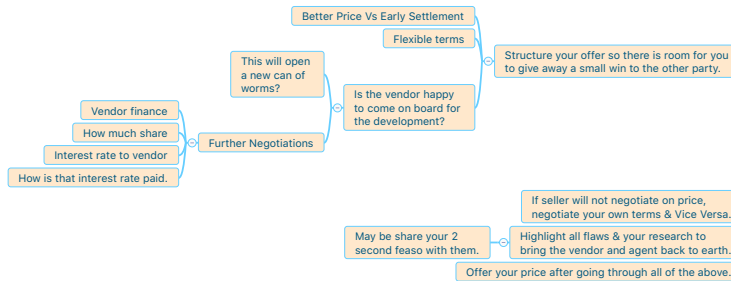 Better Price Vs Early Settlement
Flexible terms
Structure your offer so there is room for you
to give away a small win to the other party.
This will open
a new can of
worms?
Is the vendor happy
to come on board for
the development?
Vendor finance
How much share
Further Negotiations
Interest rate to vendor
How is that interest rate paid.
If seller will not negotiate on price,
negotiate your own terms & Vice Versa.
May be share your 2
second feaso with them.
Highlight all flaws & your research to
bring the vendor and agent back to earth.
Offer your price after going through all of the above.